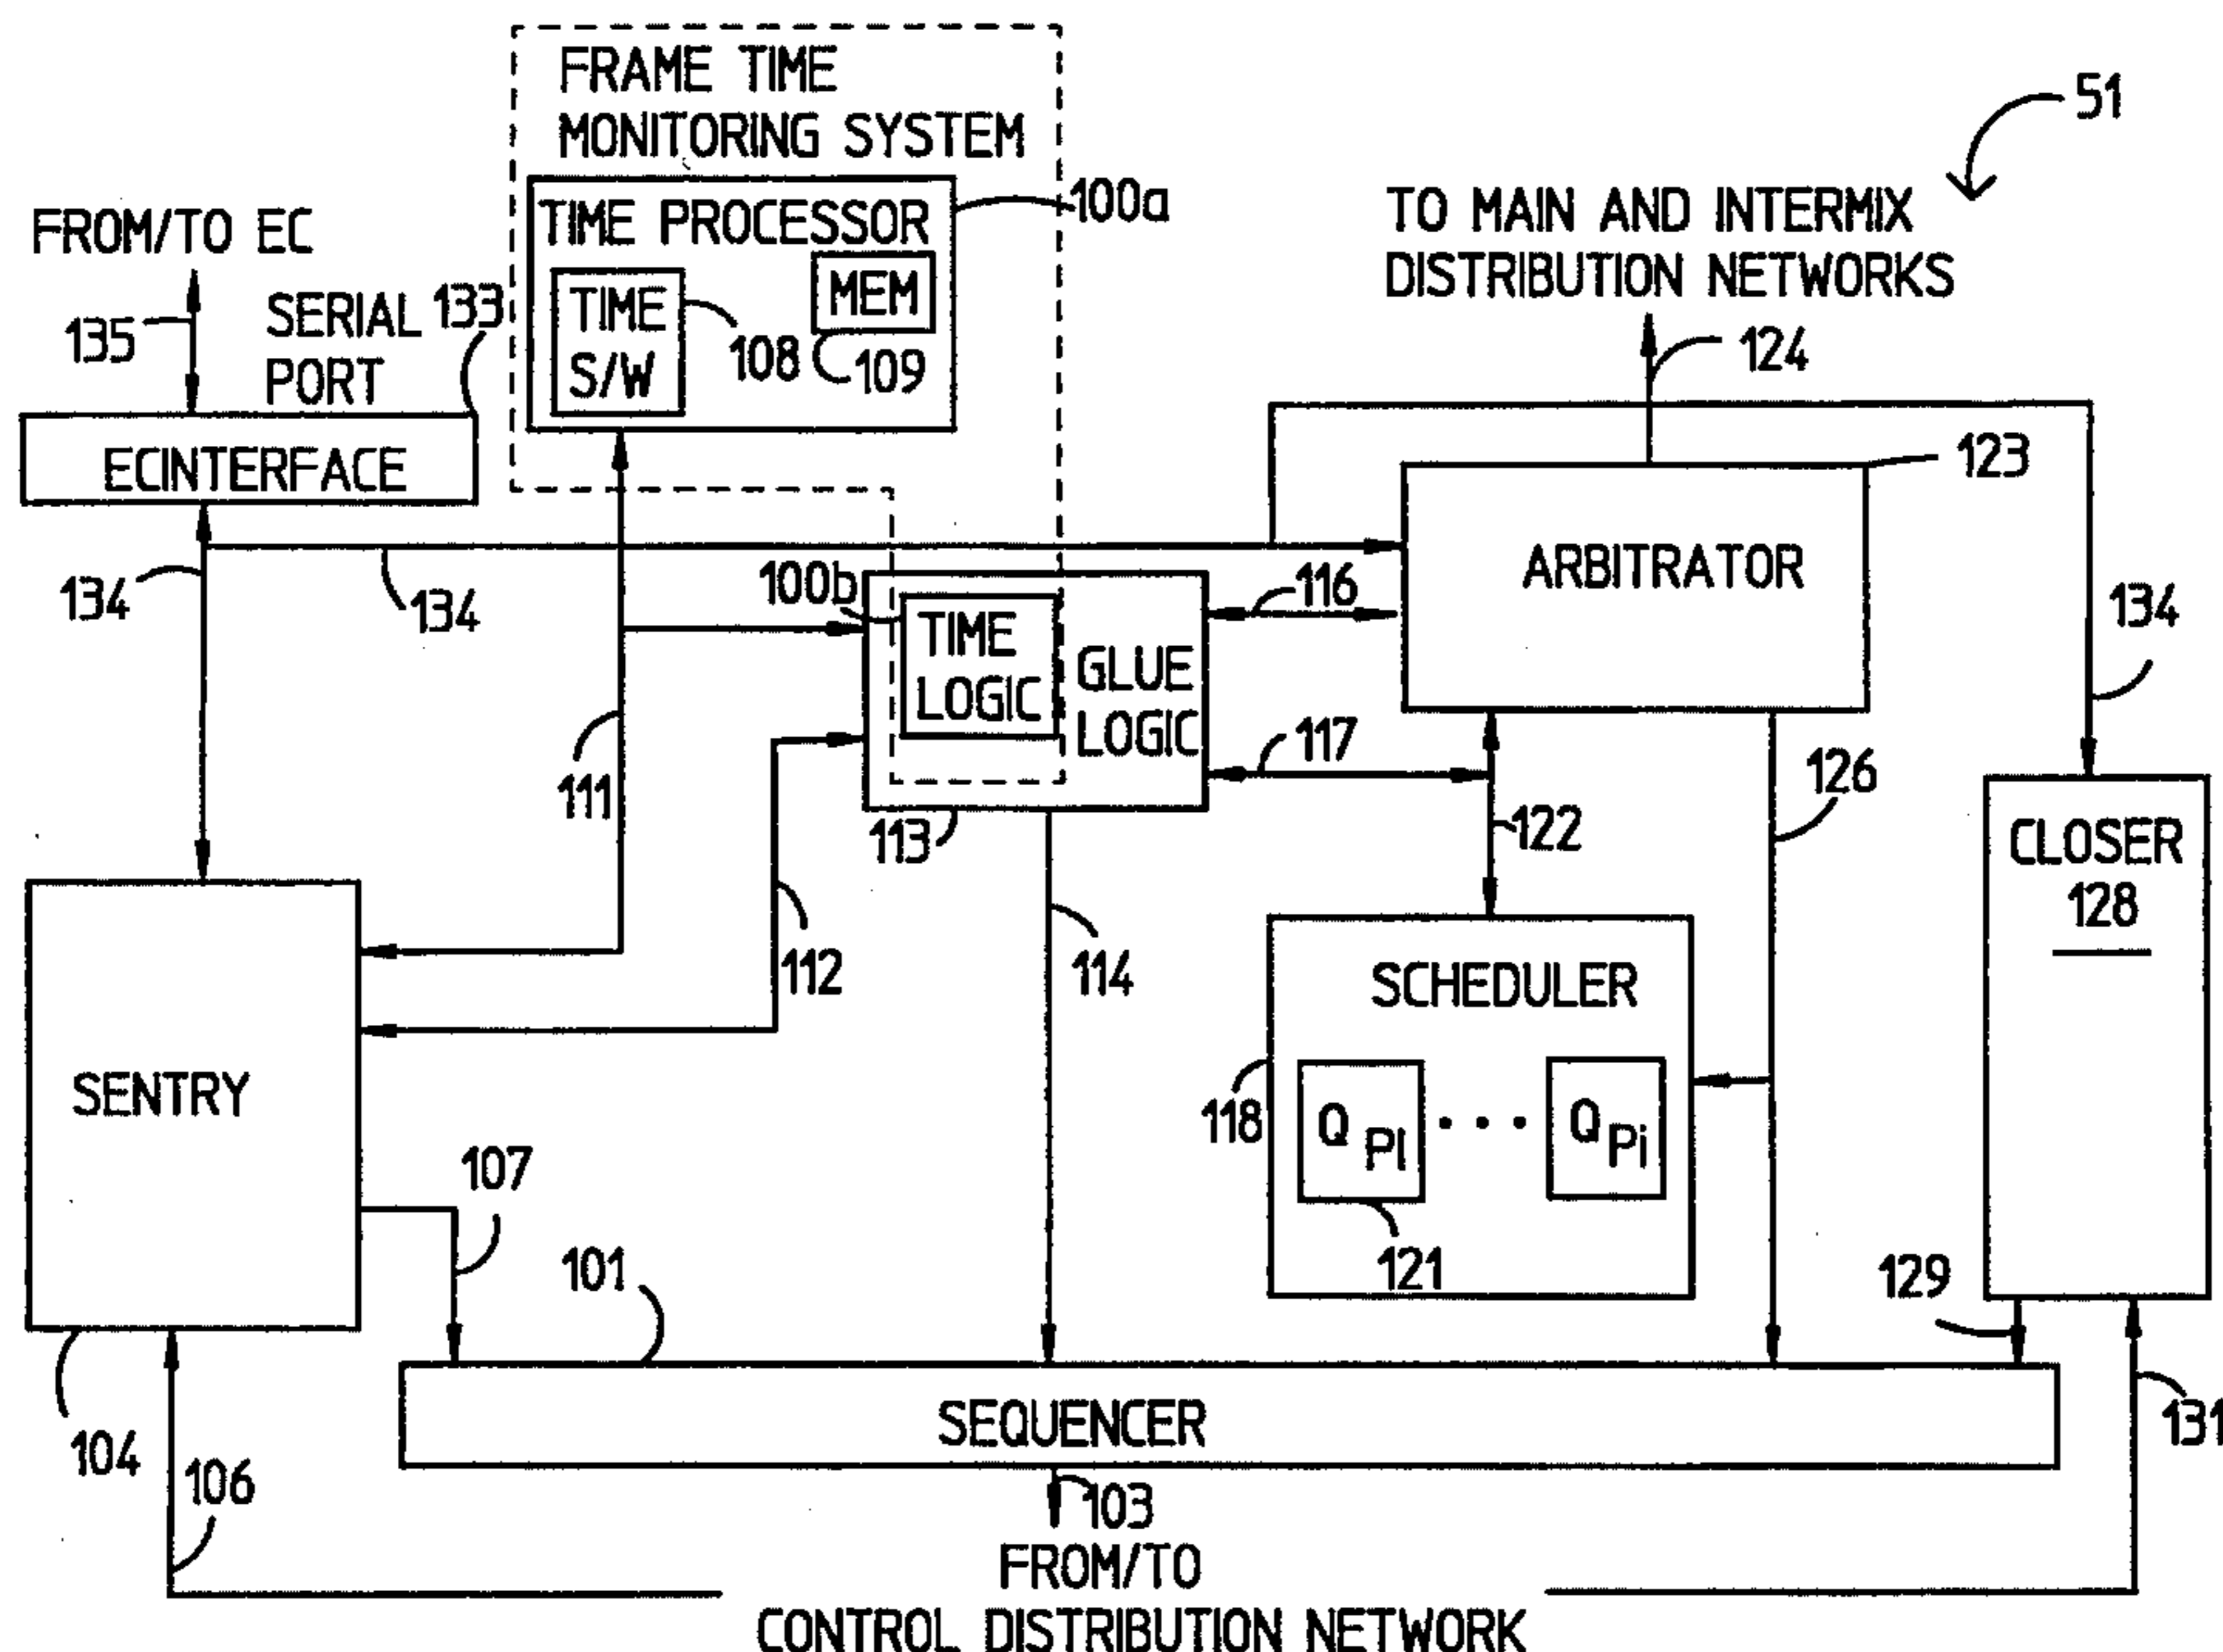 FRAME TIME
MONITORING SYSTEM
51
TIME PROCESSOR
100a
FROM/TO EC
TO MAIN AND INTERMIX
DISTRIBUTION NETWORKS
MEM
TIME
S/W
108
109
135
SERIAL
PORT
133
124
ECINTERFACE
123
ARBITRATOR
134
134
100b
116
134
TIME
LOGIC
GLUE
LOGIC
117
111
126
113
122
CLOSER
128
112
114
SCHEDULER
SENTRY
118
Q PI
• • •
Q Pi
107
101
121
129
SEQUENCER
104
106
131
103
FROM/TO
CONTROL DISTRIBUTION NETWORK